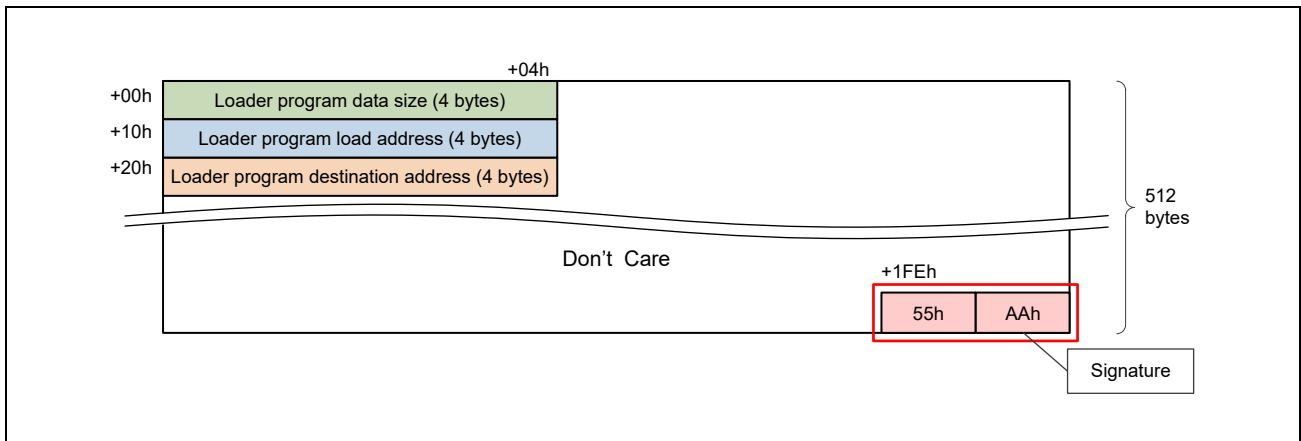 +04h
+00h
Loader program data size (4 bytes)
+10h
Loader program load address (4 bytes)
+20h
Loader program destination address (4 bytes)
512
bytes
Don't Care
+1FEh
55h
AAh
Signature